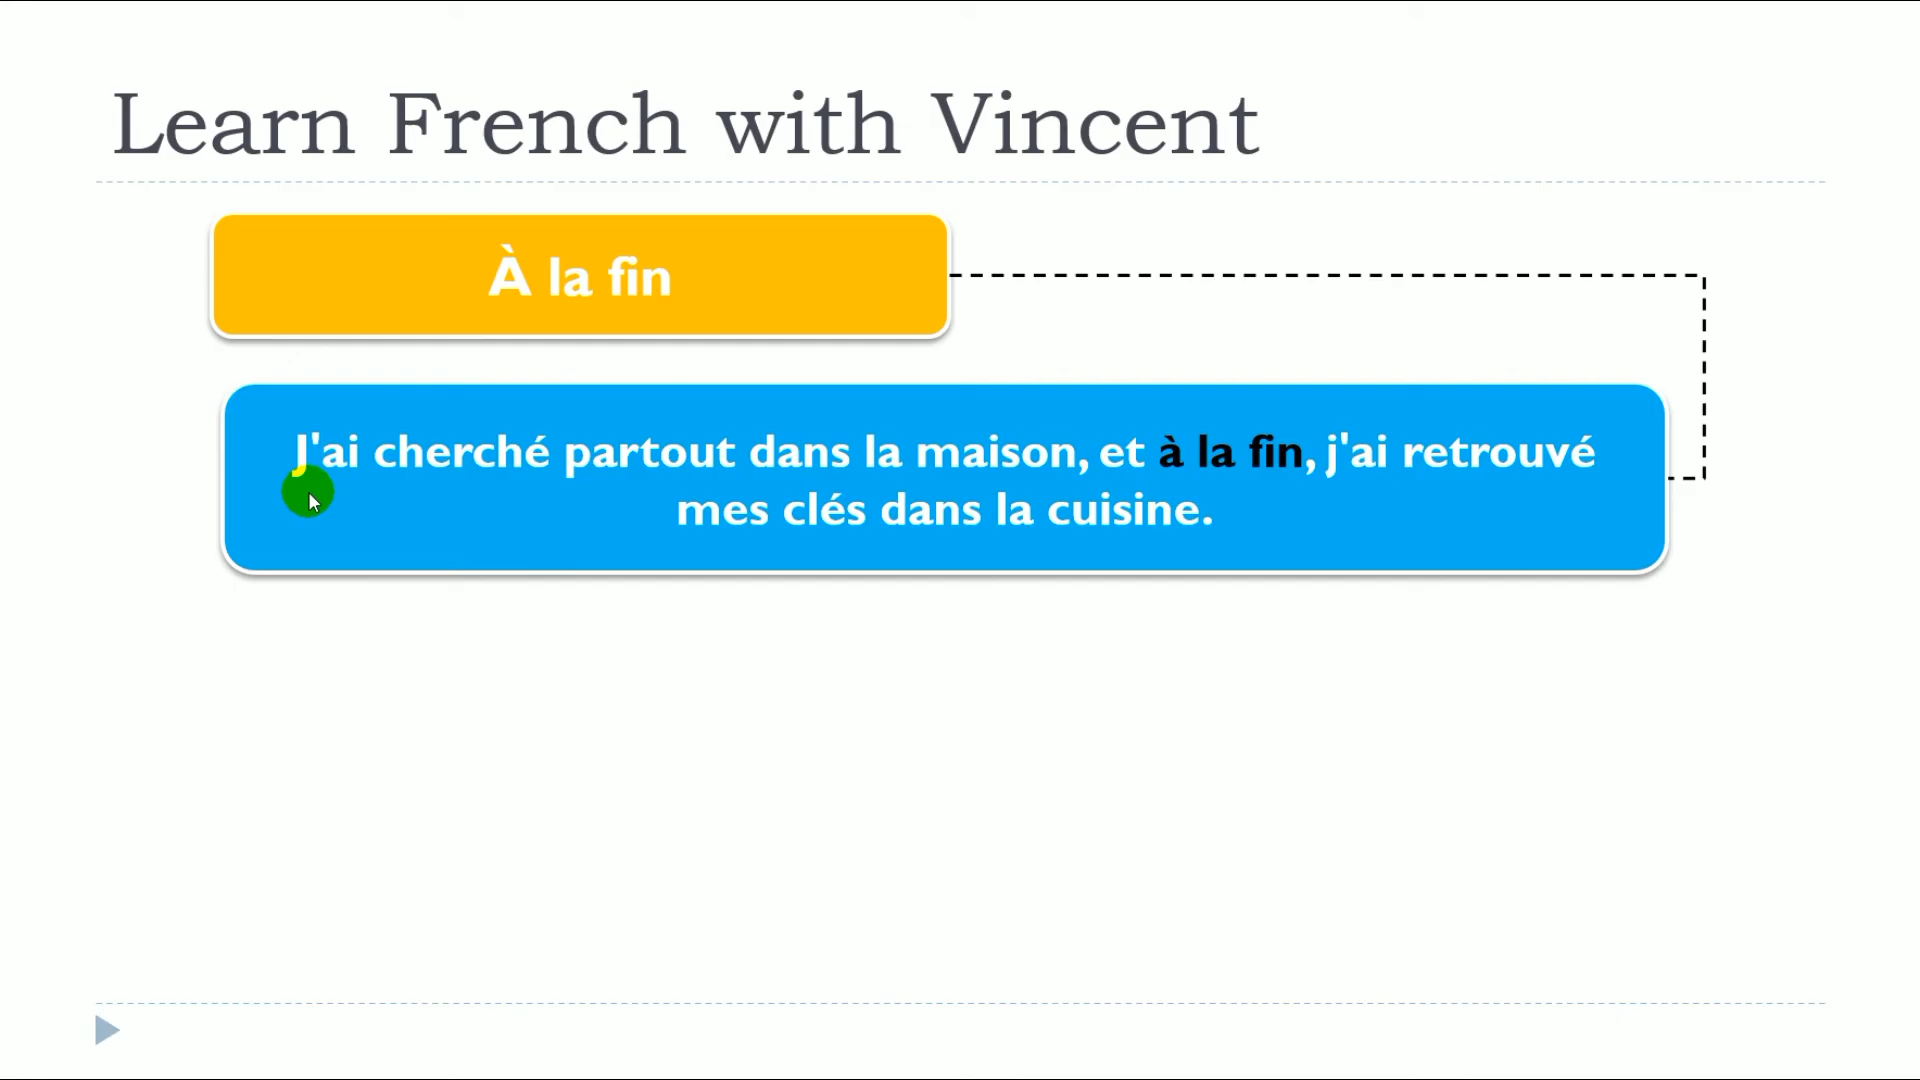 Learn French with Vincent
À la fin
J'ai cherché partout dans la maison, et à la fin, j'ai retrouvé
mes clés dans la cuisine.